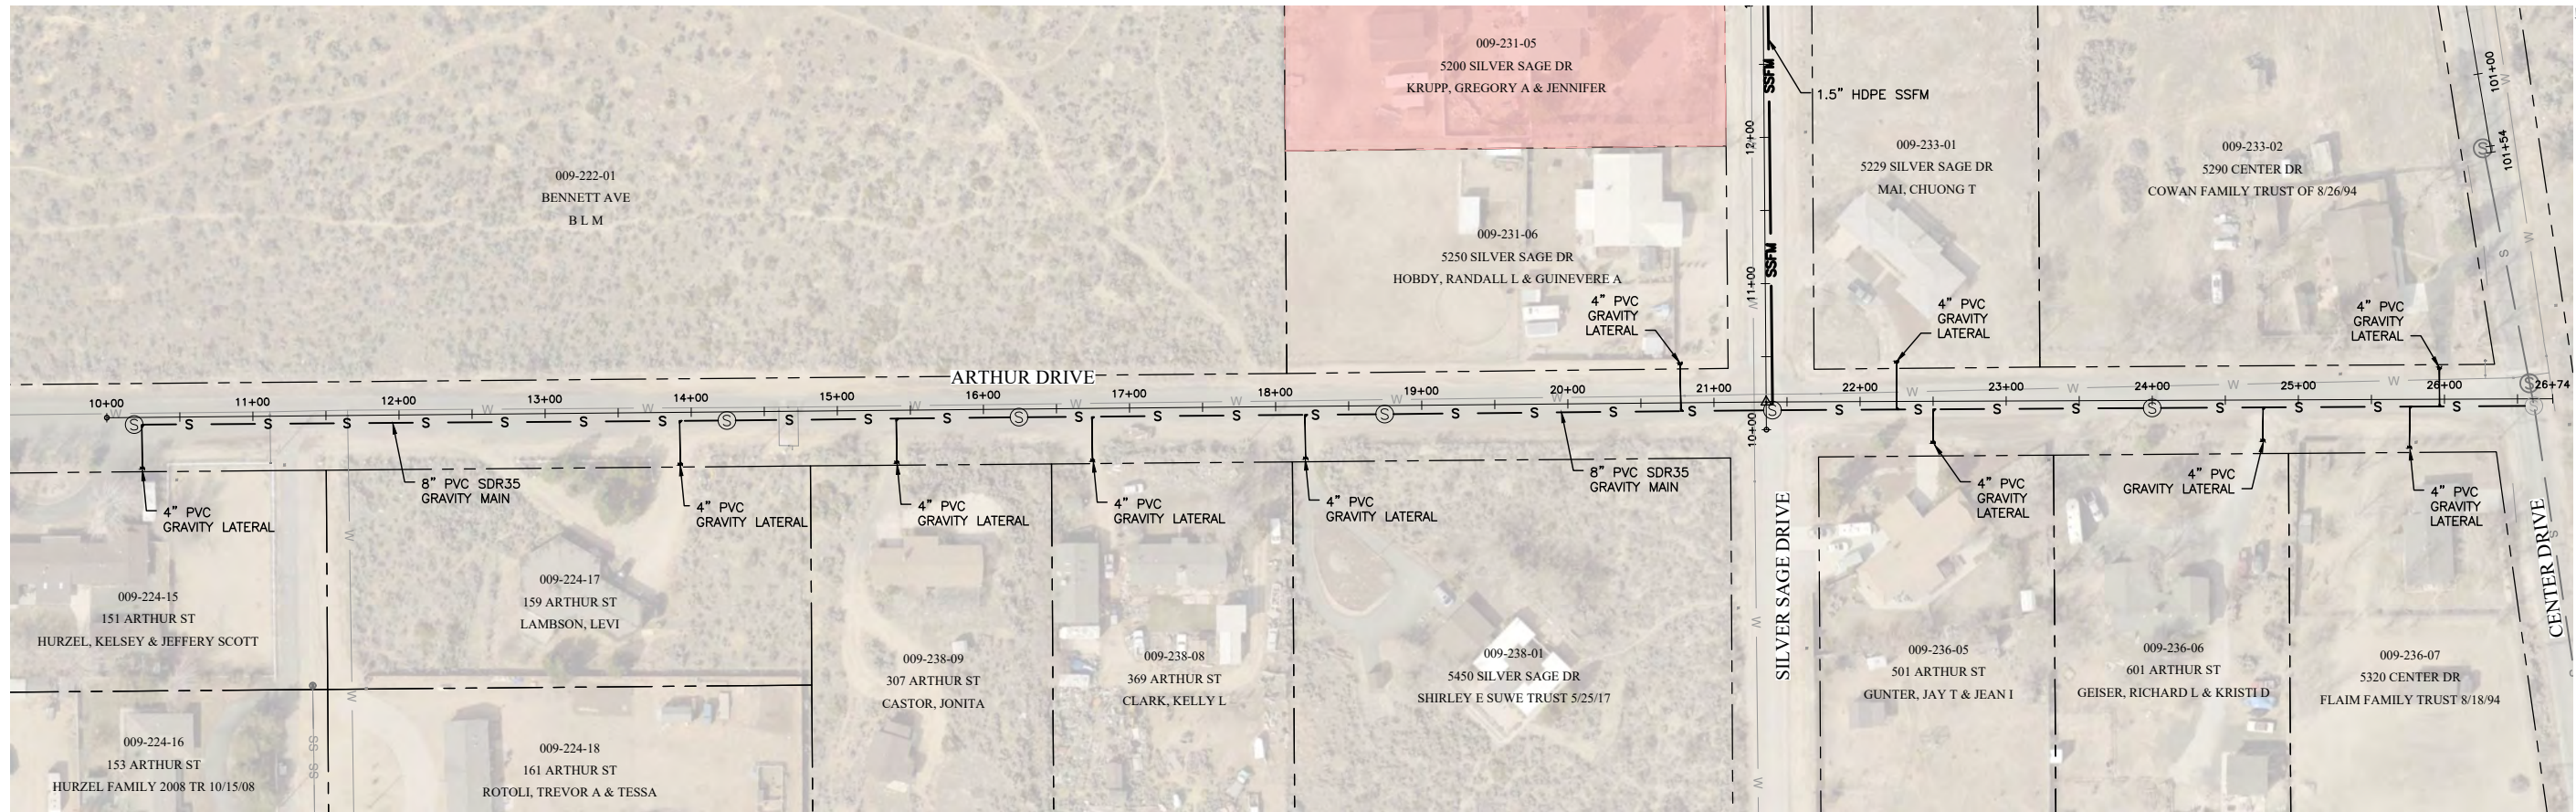 009-231-05
5200 SILVER SAGE DR
KRUPP, GREGORY A & JENNIFER
SSFM
1.5" HDPE SSFM
101+00
W
12+00
009-233-01
5229 SILVER SAGE DR
MAI, CHUONG T
009-233-02
5290 CENTER DR
COWAN FAMILY TRUST OF 8/26/94
S
101+54
009-222-01
BENNETT AVE
B L M
009-231-06
5250 SILVER SAGE DR
HOBDY, RANDALL L & GUINEVERE A
SSFM
11+00
W
W
S
4" PVC
GRAVITY
LATERAL
4" PVC
GRAVITY
LATERAL
4" PVC
GRAVITY
LATERAL
ARTHUR DRIVE
10+00 11+00 12+00 13+00 14+00 15+00 16+00 17+00 18+00 19+00 20+00 21+00 22+00 23+00 24+00 25+00 26+00 26+74
W W W W W W W W W W
S S S S S S S S S S S S S S S S S S S S S S S S S S S S S S S
10+00
8" PVC SDR35
GRAVITY MAIN
8" PVC SDR35
GRAVITY MAIN
4" PVC
GRAVITY LATERAL
4" PVC
GRAVITY LATERAL
4" PVC
GRAVITY LATERAL
4" PVC
GRAVITY LATERAL
4" PVC
GRAVITY LATERAL
4" PVC
GRAVITY
LATERAL
4" PVC
GRAVITY LATERAL
4" PVC
GRAVITY
LATERAL
SILVER SAGE DRIVE
CENTER DRIVE
W
S
009-224-15
151 ARTHUR ST
HURZEL, KELSEY & JEFFERY SCOTT
009-224-17
159 ARTHUR ST
LAMBSON, LEVI
009-238-09
307 ARTHUR ST
CASTOR, JONITA
009-238-08
369 ARTHUR ST
CLARK, KELLY L
009-238-01
5450 SILVER SAGE DR
SHIRLEY E SUWE TRUST 5/25/17
W
009-236-05
501 ARTHUR ST
GUNTER, JAY T & JEAN I
009-236-06
601 ARTHUR ST
GEISER, RICHARD L & KRISTI D
009-236-07
5320 CENTER DR
FLAIM FAMILY TRUST 8/18/94
W
009-224-16
153 ARTHUR ST
HURZEL FAMILY 2008 TR 10/15/08
SS SS
009-224-18
161 ARTHUR ST
ROTOLI, TREVOR A & TESSA
W